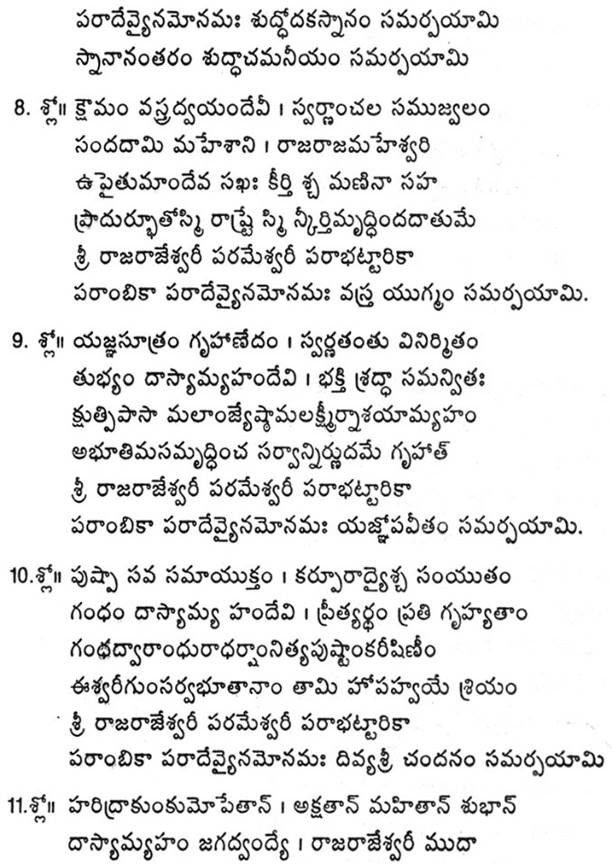 పరాదేవ్యైనమోనమః శుద్ధోదకస్నానం సమర్పయామి
స్నానానంతరం శుద్ధాచమనీయం సమర్పయామి
8. శ్లో॥ క్షౌమం వస్త్రద్వయందేవీ । స్వర్ణాంచల సముజ్వలం
సందదామి మహేశాని । రాజరాజమహేశ్వరి
ఉపైతుమాందేవ సఖః కీర్తి శ్చ మణినా సహ
ప్రాదుర్భూతోస్మి రాష్ట్రే స్మి న్కీర్తిమృద్ధిందదాతుమే
శ్రీ రాజరాజేశ్వరీ పరమేశ్వరీ పరాభట్టారికా
పరాంబికా పరాదేవ్యైనమోనమః వస్త్ర యుగ్మం సమర్పయామి.
9. శ్లో॥ యజ్ఞసూత్రం గృహాణేదం । స్వర్ణతంతు వినిర్మితం
తుభ్యం దాస్యామ్యహందేవి । భక్తి శ్రద్ధా సమన్వితః
క్షుత్పిపాసా మలాంజ్యేష్ఠామలక్ష్మీర్నాశయామ్యహం
అభూతిమసమృద్ధించ సర్వాన్నిర్ణుదమే గృహాత్
శ్రీ రాజరాజేశ్వరీ పరమేశ్వరీ పరాభట్టారికా
పరాంబికా పరాదేవ్యైనమోనమః యజ్ఞోపవీతం సమర్పయామి.
10.శ్లో॥ పుష్పా సవ సమాయుక్తం । కర్పూరాద్యైశ్చ సంయుతం
గంధం దాస్యామ్య హందేవి । ప్రీత్యర్థం ప్రతి గృహ్యతాం
గంధద్వారాంధురాధర్షాంనిత్యపుష్టాంకరీషిణీం
ఈశ్వరీగుంసర్వభూతానాం తామి హోపహ్వయే శ్రియం
శ్రీ రాజరాజేశ్వరీ పరమేశ్వరీ పరాభట్టారికా
పరాంబికా పరాదేవ్యైనమోనమః దివ్యశ్రీ చందనం సమర్పయామి
11.శ్లో॥ హరిద్రాకుంకుమోపేతాన్ । అక్షతాన్ మహితాన్ శుభాన్
దాస్యామ్యహం జగద్వంద్యే । రాజరాజేశ్వరీ ముదా